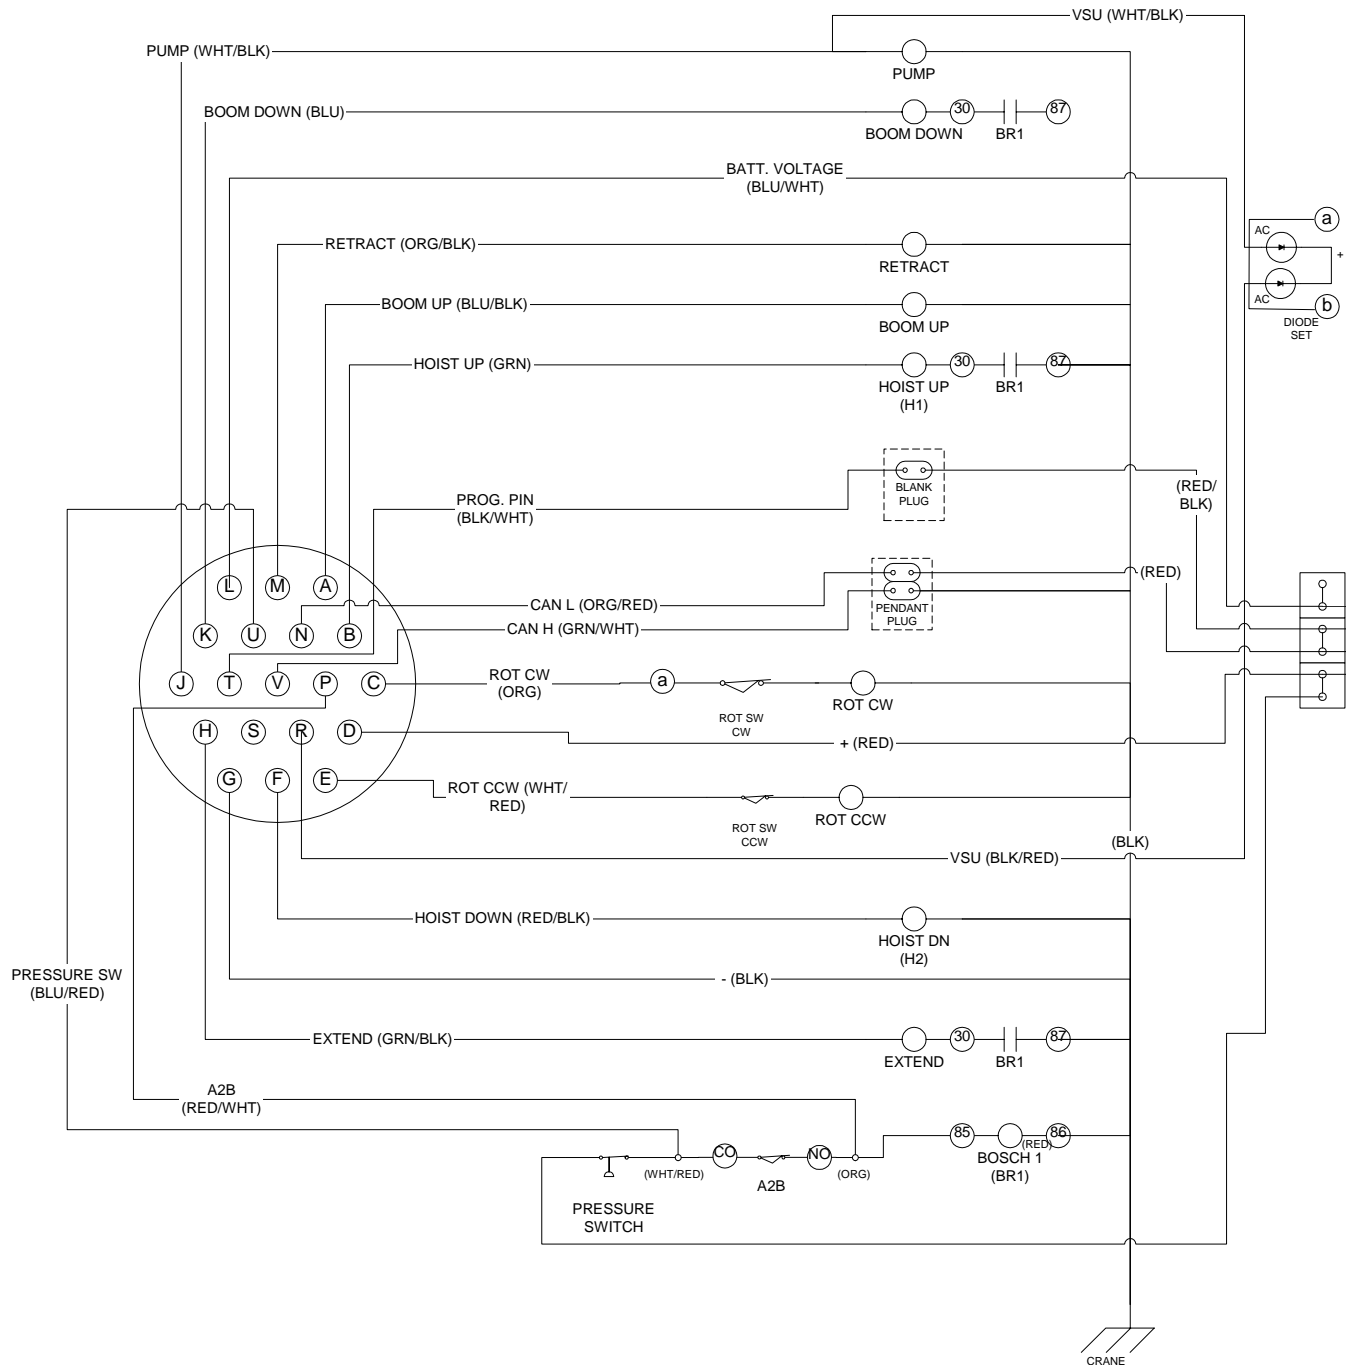 VSU (WHT/BLK)
PUMP (WHT/BLK)
PUMP
BOOM DOWN (BLU)
30
87
BOOM DOWN
BR1
BATT. VOLTAGE
(BLU/WHT)
a
AC
+
RETRACT (ORG/BLK)
RETRACT
AC
b
DIODE
SET
BOOM UP (BLU/BLK)
BOOM UP
HOIST UP (GRN)
30
87
HOIST UP
(H1)
BR1
BLANK
PLUG
(RED/
BLK)
PROG. PIN
(BLK/WHT)
L
M
A
(RED)
CAN L (ORG/RED)
PENDANT
PLUG
K
U
N
B
CAN H (GRN/WHT)
J
T
V
P
C
ROT CW
(ORG)
a
ROT SW
CW
ROT CW
H
S
R
D
+ (RED)
G
F
E
ROT CCW (WHT/
RED)
ROT SW
CCW
ROT CCW
(BLK)
VSU (BLK/RED)
HOIST DOWN (RED/BLK)
HOIST DN
(H2)
PRESSURE SW
(BLU/RED)
- (BLK)
EXTEND (GRN/BLK)
30
87
EXTEND
BR1
A2B
(RED/WHT)
85
86
(RED)
BOSCH 1
(BR1)
CO
NO
(WHT/RED)
(ORG)
A2B
PRESSURE
SWITCH
CRANE